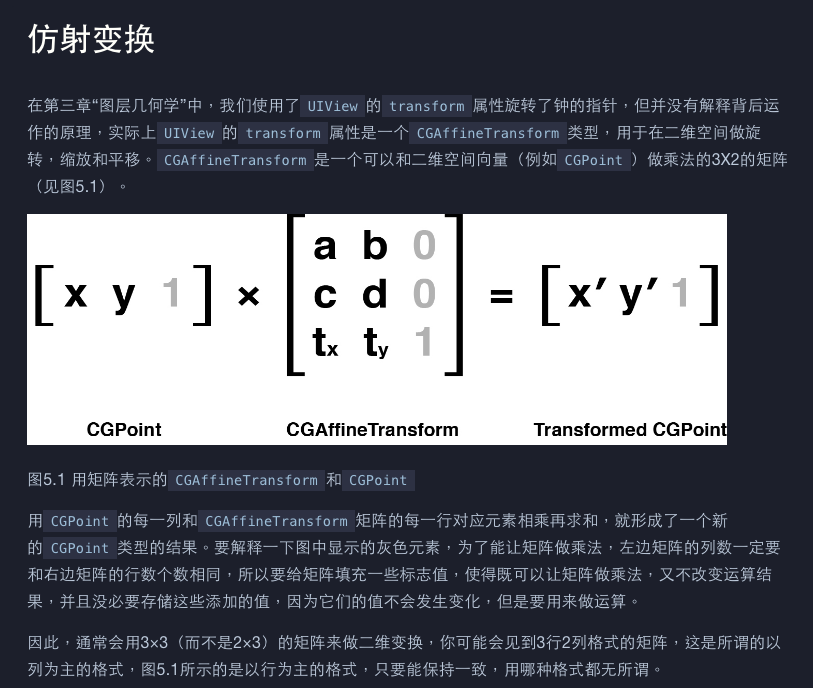 仿射变换
在第三章“图层几何学”中，我们使用了 UIView 的 transform 属性旋转了钟的指针，但并没有解释背后运
作的原理，实际上 UIView 的 transform 属性是一个 CGAffineTransform 类型，用于在二维空间做旋
转，缩放和平移。 CGAffineTransform 是一个可以和二维空间向量（例如 CGPoint ）做乘法的3X2的矩阵
（见图5.1）。
a b 0
[ x y 1 ] × c d 0 = [ x′ y′ 1 ]
tx ty 1
CGPoint CGAffineTransform Transformed CGPoint
图5.1 用矩阵表示的 CGAffineTransform 和 CGPoint
用 CGPoint 的每一列和 CGAffineTransform 矩阵的每一行对应元素相乘再求和，就形成了一个新
的 CGPoint 类型的结果。要解释一下图中显示的灰色元素，为了能让矩阵做乘法，左边矩阵的列数一定要
和右边矩阵的行数个数相同，所以要给矩阵填充一些标志值，使得既可以让矩阵做乘法，又不改变运算结
果，并且没必要存储这些添加的值，因为它们的值不会发生变化，但是要用来做运算。
因此，通常会用3×3（而不是2×3）的矩阵来做二维变换，你可能会见到3行2列格式的矩阵，这是所谓的以
列为主的格式，图5.1所示的是以行为主的格式，只要能保持一致，用哪种格式都无所谓。